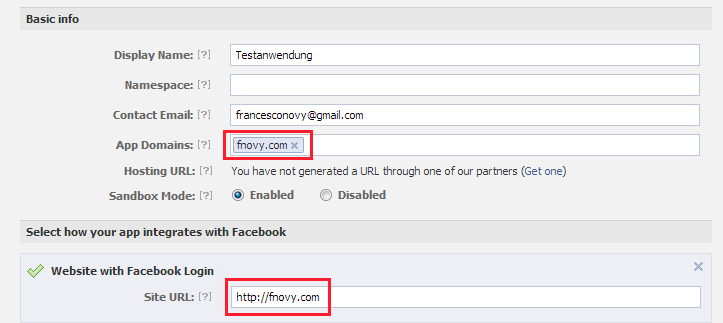 Basic info
Display Name: [?] Testanwendung
Namespace: [?]
Contact Email: [?] francesconovy@gmail.com
App Domains: [?] fnovy.com ×
Hosting URL: [?] You have not generated a URL through one of our partners (Get one)
Sandbox Mode: [?] Enabled Disabled
Select how your app integrates with Facebook
Website with Facebook Login
Site URL: [?] http://fnovy.com